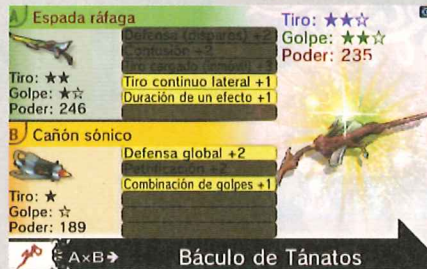 A Espada ráfaga
Defensa (disparos) +2
Confusión +2
Tiro cargado (inmóvil) +3
Tiro continuo lateral +1
Duración de un efecto +1
Tiro: ★★
Golpe: ★☆
Poder: 246
B Cañón sónico
Defensa global +2
Petrificación +2
Combinación de golpes +1
Tiro: ★
Golpe: ☆
Poder: 189
Tiro: ★★☆
Golpe: ★★☆
Poder: 235
A×B➔ Báculo de Tánatos